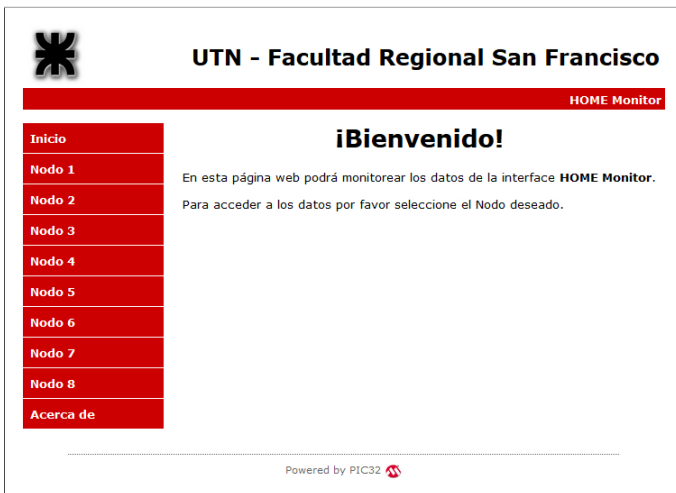 UTN - Facultad Regional San Francisco
HOME Monitor
Inicio
Nodo 1
Nodo 2
Nodo 3
Nodo 4
Nodo 5
Nodo 6
Nodo 7
Nodo 8
Acerca de
¡Bienvenido!
En esta página web podrá monitorear los datos de la interface HOME Monitor.
Para acceder a los datos por favor seleccione el Nodo deseado.
Powered by PIC32